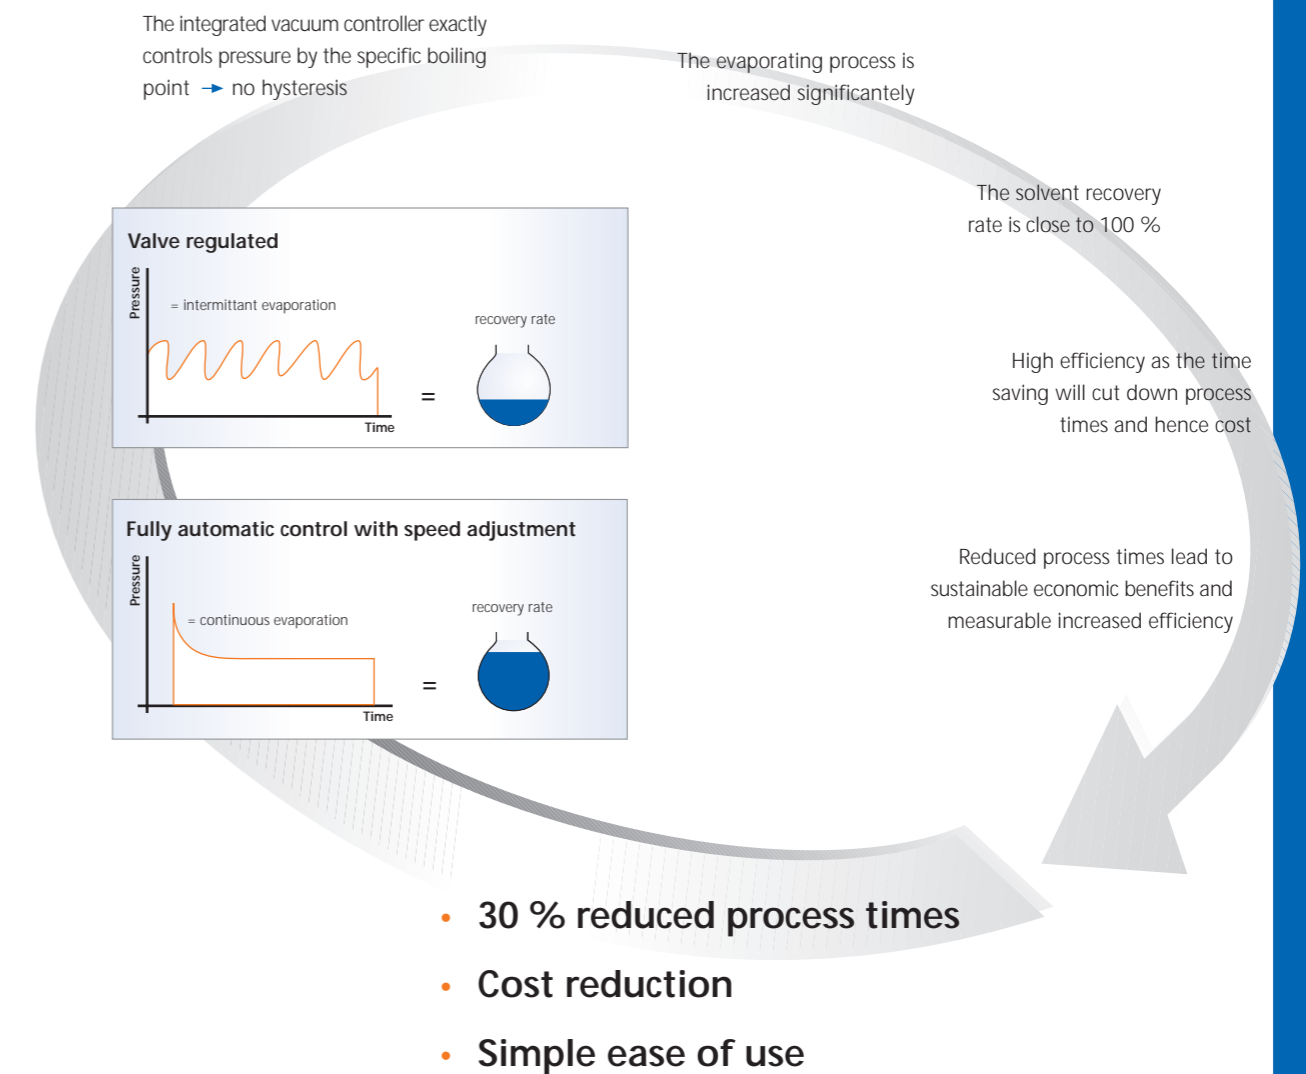 The integrated vacuum controller exactly
controls pressure by the specific boiling
point → no hysteresis
The evaporating process is
increased significantely
The solvent recovery
rate is close to 100 %
High efficiency as the time
saving will cut down process
times and hence cost
Reduced process times lead to
sustainable economic benefits and
measurable increased efficiency
Valve regulated
Pressure
= intermittant evaporation
recovery rate
=
Time
Fully automatic control with speed adjustment
Pressure
= continuous evaporation
recovery rate
=
Time
• 30 % reduced process times
• Cost reduction
• Simple ease of use